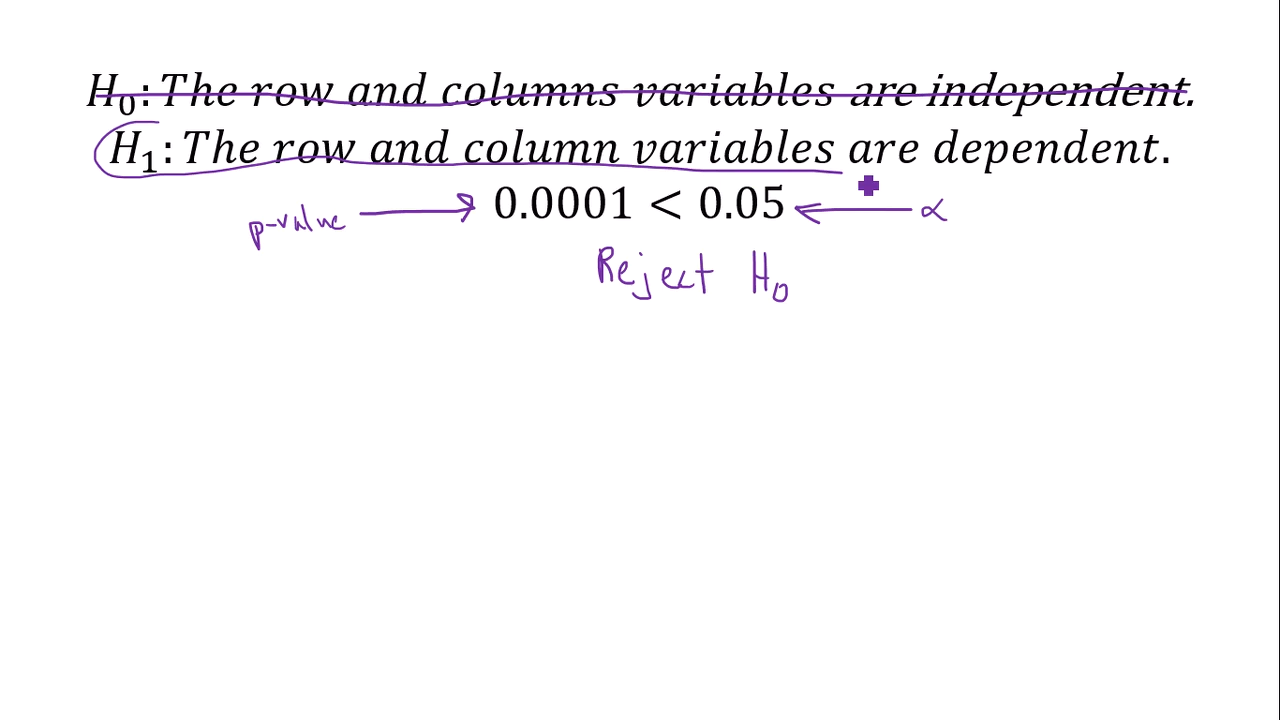 H₀: The row and columns variables are independent.
H₁: The row and column variables are dependent.
p-value → 0.0001 < 0.05 ← α
Reject H₀